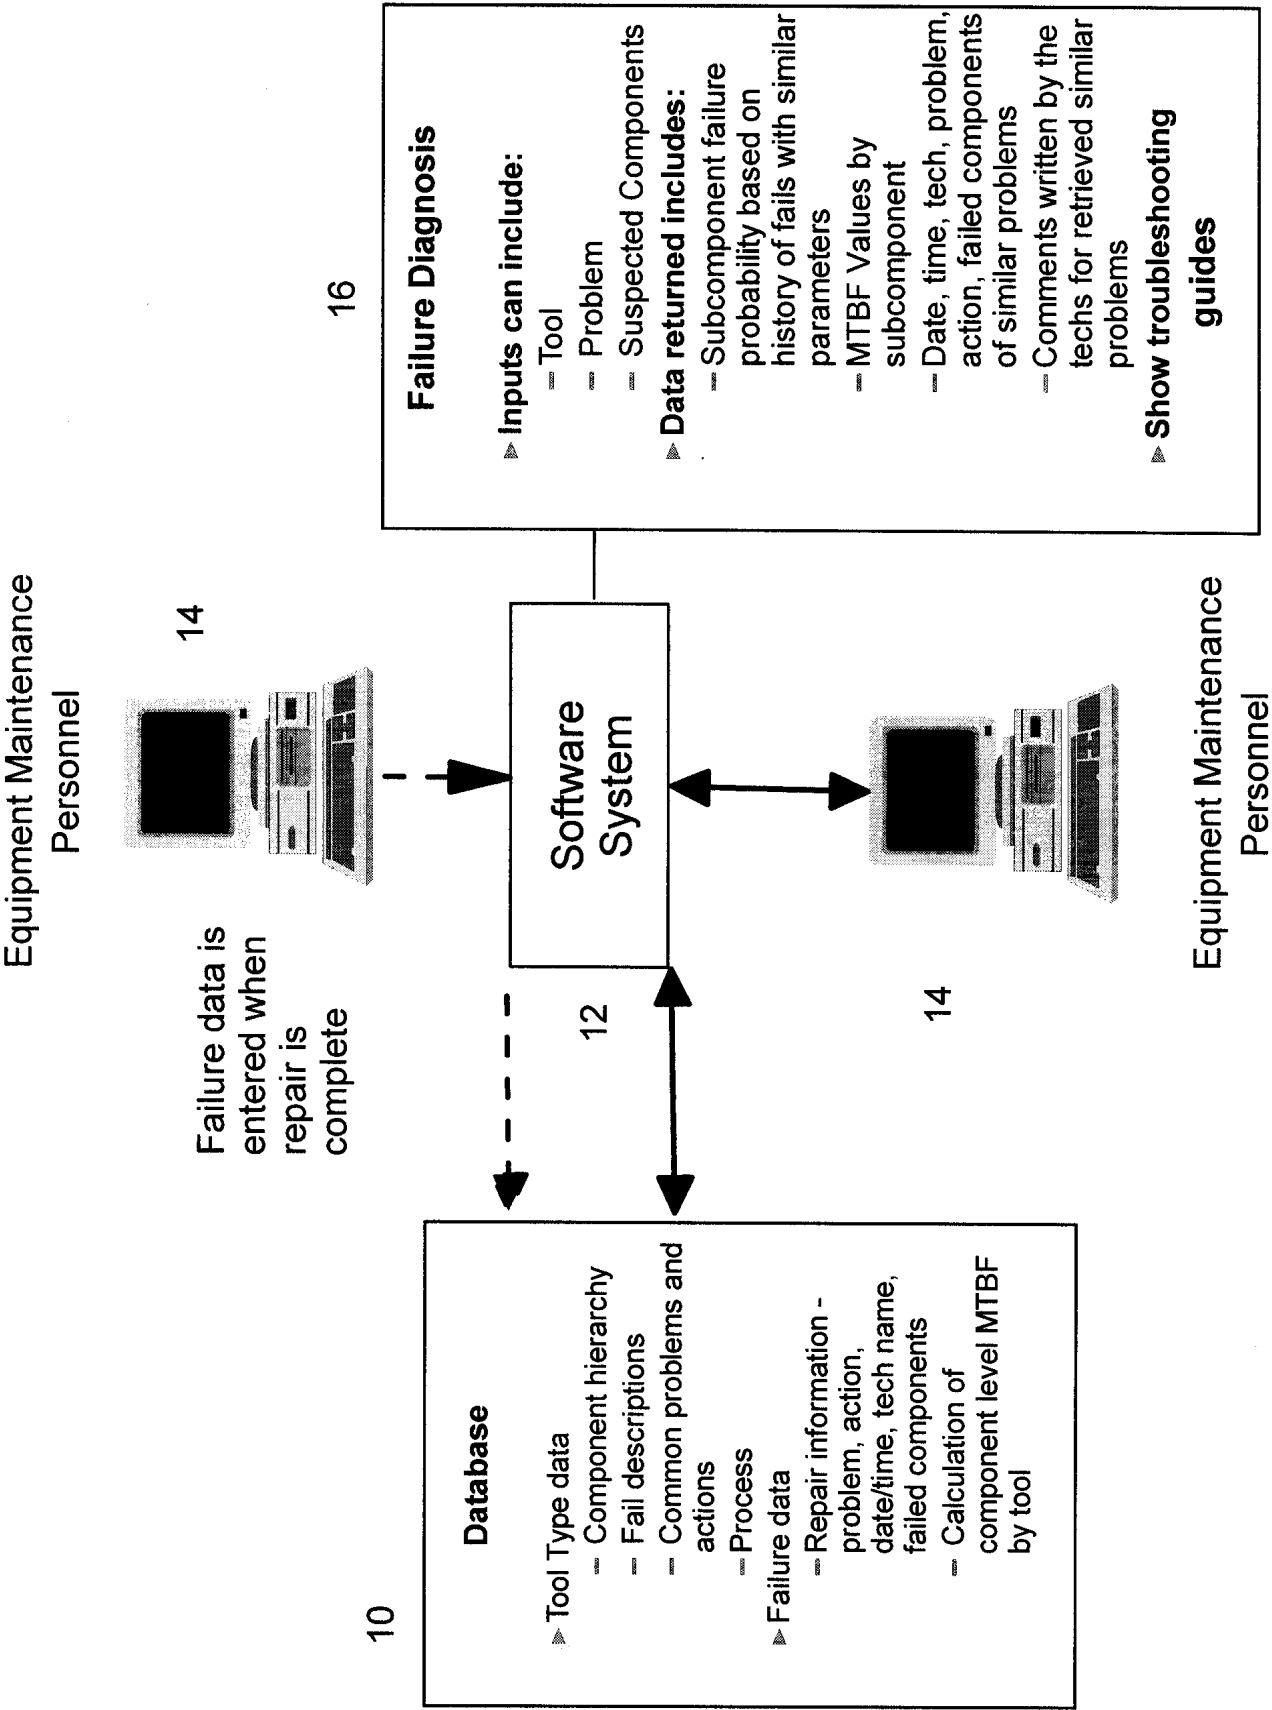 Equipment Maintenance
Personnel
14
Failure data is
entered when
repair is
complete
10
Database
▶ Tool Type data
– Component hierarchy
– Fail descriptions
– Common problems and
actions
– Process
▶ Failure data
– Repair information -
problem, action,
date/time, tech name,
failed components
– Calculation of
component level MTBF
by tool
Software
System
12
16
Failure Diagnosis
▶ Inputs can include:
– Tool
– Problem
– Suspected Components
▶ Data returned includes:
– Subcomponent failure
probability based on
history of fails with similar
parameters
– MTBF Values by
subcomponent
– Date, time, tech, problem,
action, failed components
of similar problems
– Comments written by the
techs for retrieved similar
problems
▶ Show troubleshooting
guides
14
Equipment Maintenance
Personnel